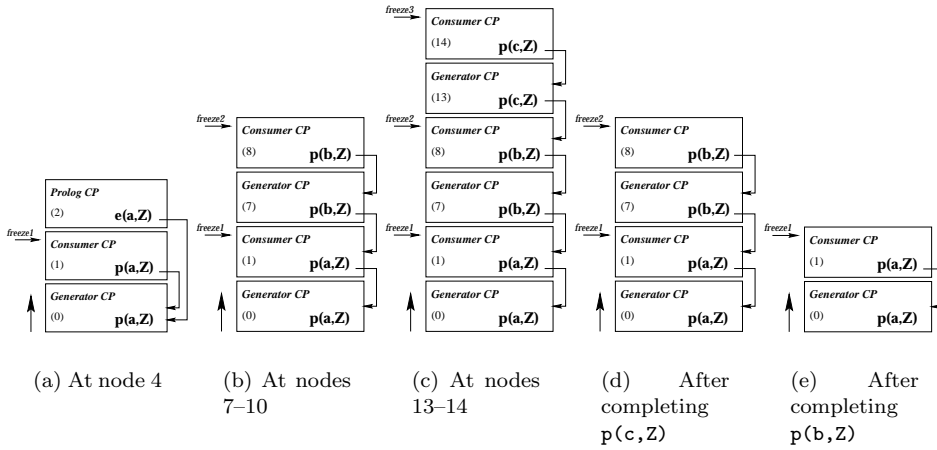 Prolog CP
(2) e(a,Z)
freeze1
Consumer CP
(1) p(a,Z)
Generator CP
(0) p(a,Z)
(a) At node 4
freeze2
Consumer CP
(8) p(b,Z)
Generator CP
(7) p(b,Z)
freeze1
Consumer CP
(1) p(a,Z)
Generator CP
(0) p(a,Z)
(b) At nodes
7–10
freeze3
Consumer CP
(14) p(c,Z)
Generator CP
(13) p(c,Z)
freeze2
Consumer CP
(8) p(b,Z)
Generator CP
(7) p(b,Z)
freeze1
Consumer CP
(1) p(a,Z)
Generator CP
(0) p(a,Z)
(c) At nodes
13–14
freeze2
Consumer CP
(8) p(b,Z)
Generator CP
(7) p(b,Z)
freeze1
Consumer CP
(1) p(a,Z)
Generator CP
(0) p(a,Z)
(d) After
completing
p(c,Z)
freeze1
Consumer CP
(1) p(a,Z)
Generator CP
(0) p(a,Z)
(e) After
completing
p(b,Z)